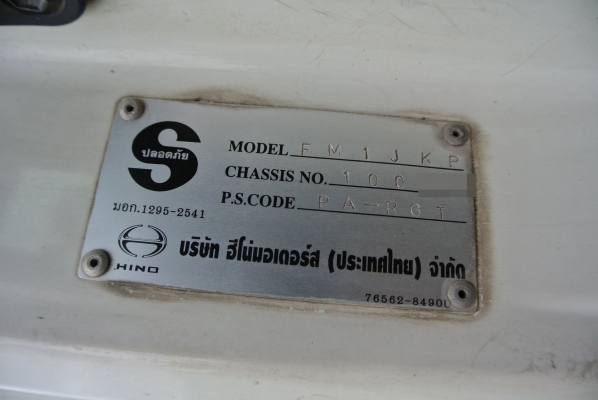 S
ปลอดภัย
มอก.1295-2541
MODEL FM1JKP
CHASSIS NO. 100
P.S.CODE PA-RGT
HINO
บริษัท ฮีโน่มอเตอร์ส (ประเทศไทย) จำกัด